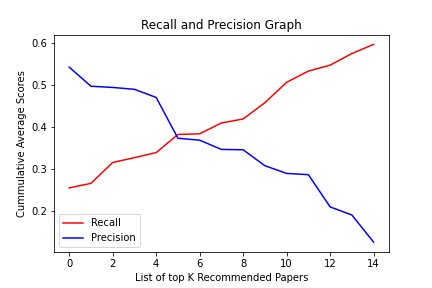 Recall and Precision Graph
Cummulative Average Scores
0.6
0.5
0.4
0.3
0.2
Recall
Precision
0 2 4 6 8 10 12 14
List of top K Recommended Papers